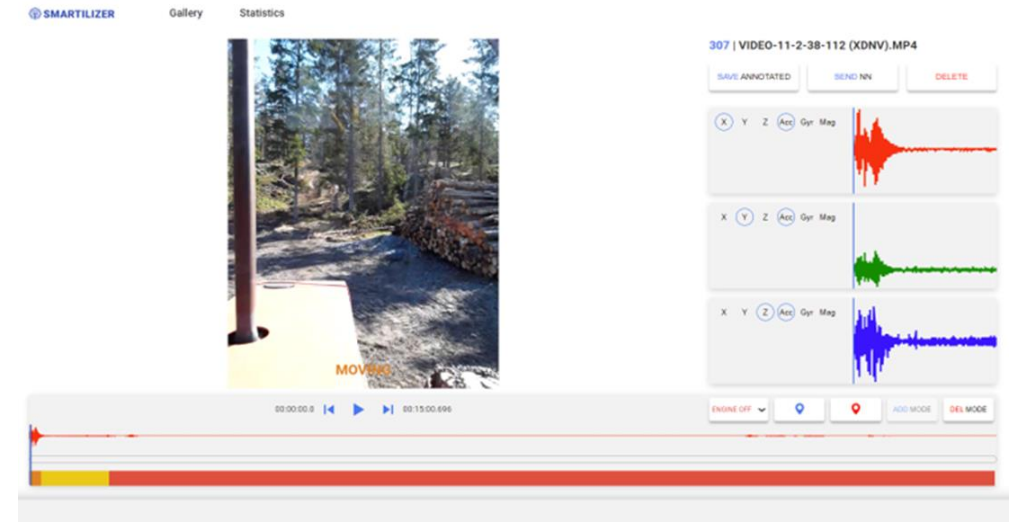 SMARTILIZER Gallery Statistics
307 | VIDEO-11-2-38-112 (XDNV).MP4
SAVE ANNOTATED SEND NN DELETE
X Y Z Acc Gyr Mag
X Y Z Acc Gyr Mag
X Y Z Acc Gyr Mag
MOVING
00:00:00.0 00:15:00.696
ENGINE OFF ADD MODE DEL MODE